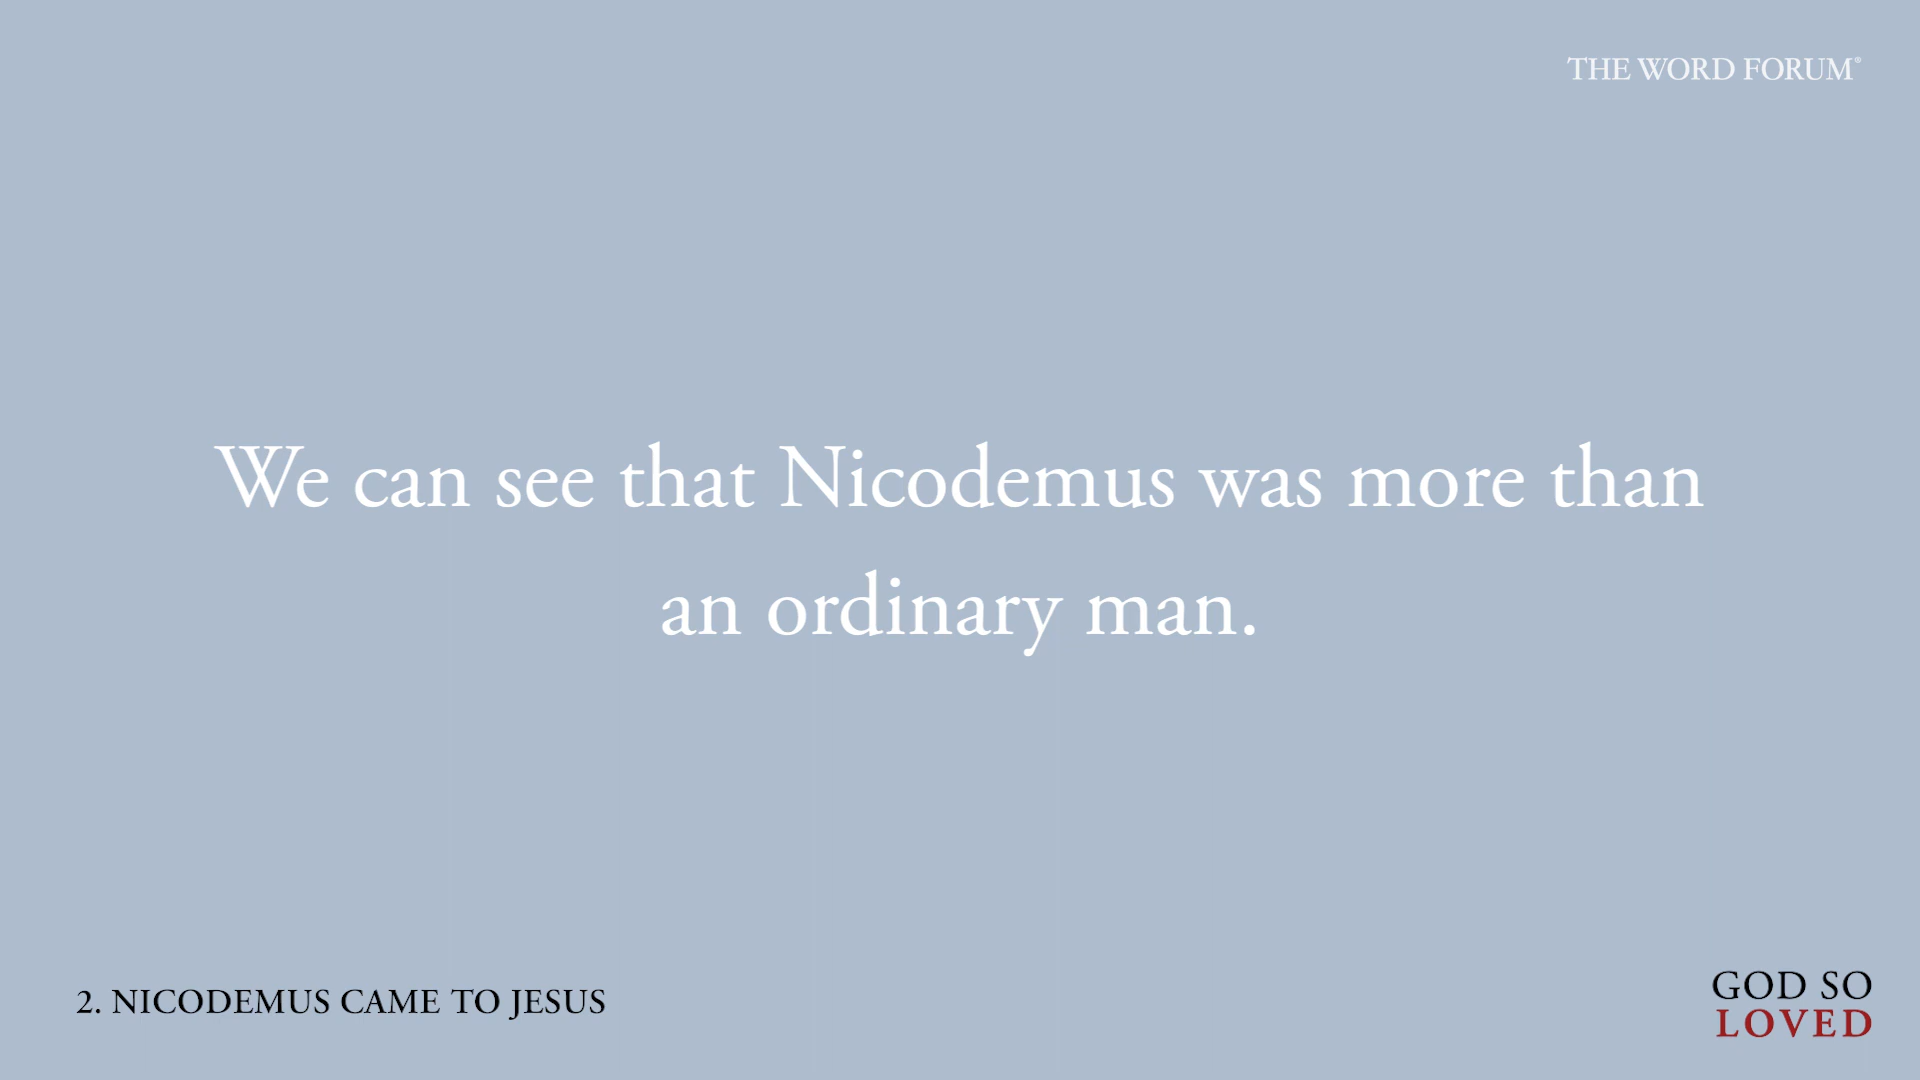 THE WORD FORUM®
We can see that Nicodemus was more than
an ordinary man.
2. NICODEMUS CAME TO JESUS
GOD SO
LOVED